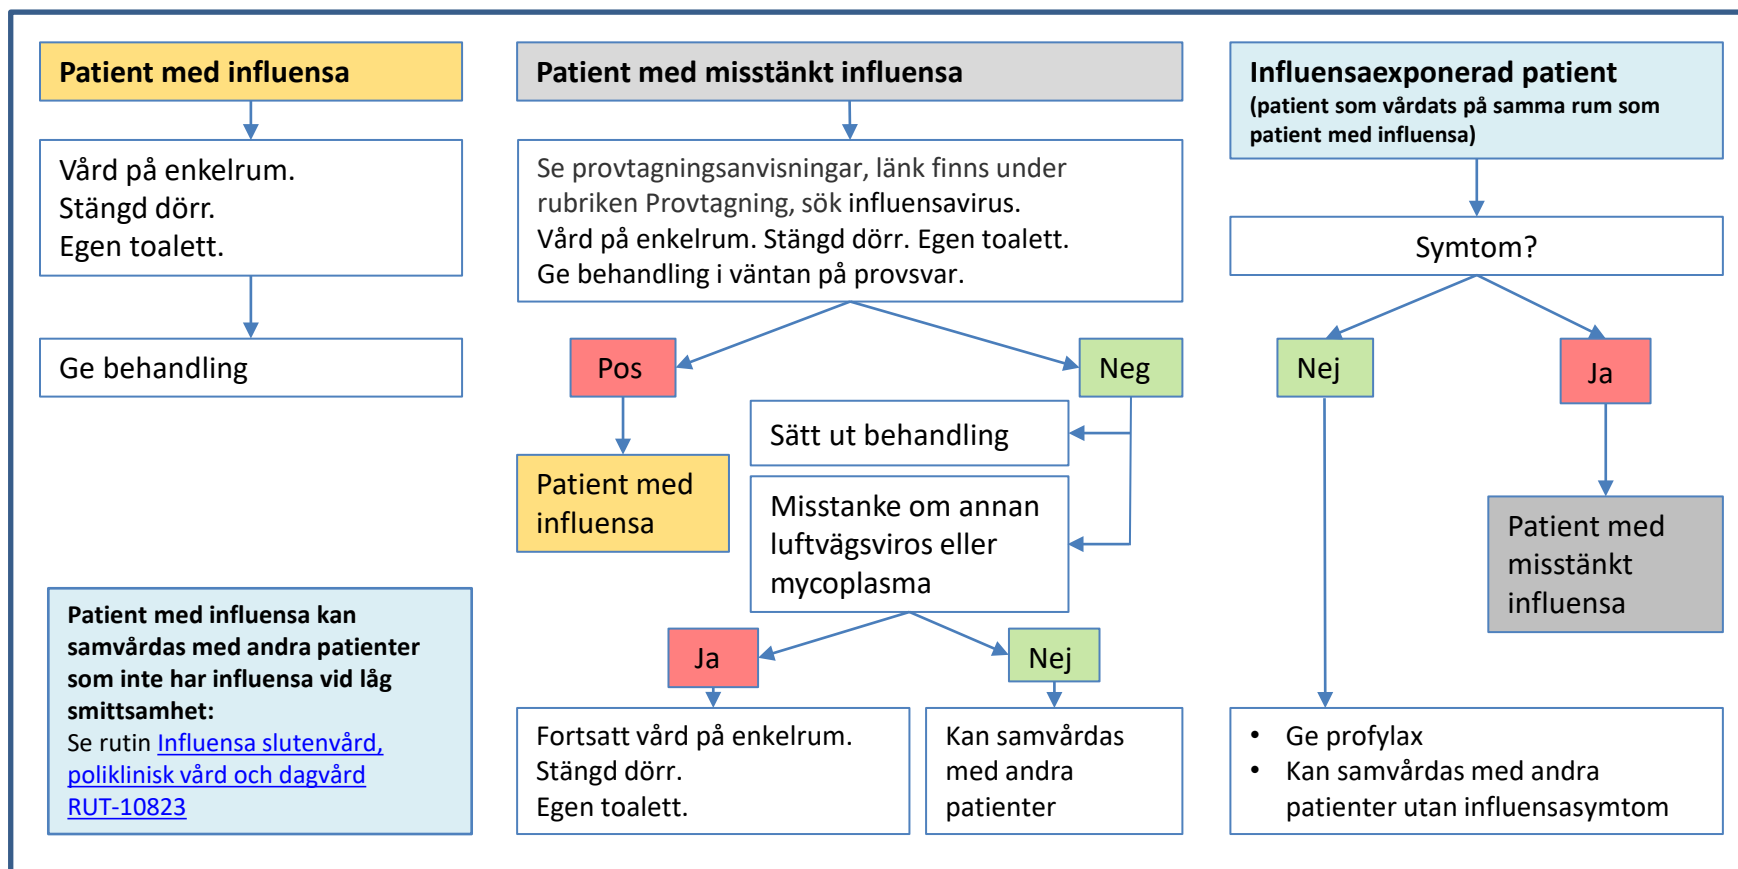 Patient med influensa
Vård på enkelrum.
Stängd dörr.
Egen toalett.
Ge behandling
Patient med influensa kan
samvårdas med andra patienter
som inte har influensa vid låg
smittsamhet:
Se rutin Influensa slutenvård,
poliklinisk vård och dagvård
RUT-10823
Patient med misstänkt influensa
Se provtagningsanvisningar, länk finns under
rubriken Provtagning, sök influensavirus.
Vård på enkelrum. Stängd dörr. Egen toalett.
Ge behandling i väntan på provsvar.
Pos
Neg
Patient med
influensa
Sätt ut behandling
Misstanke om annan
luftvägsviros eller
mycoplasma
Ja
Nej
Fortsatt vård på enkelrum.
Stängd dörr.
Egen toalett.
Kan samvårdas
med andra
patienter
Influensaexponerad patient
(patient som vårdats på samma rum som
patient med influensa)
Symtom?
Nej
Ja
Patient med
misstänkt
influensa
• Ge profylax
• Kan samvårdas med andra
patienter utan influensasymtom